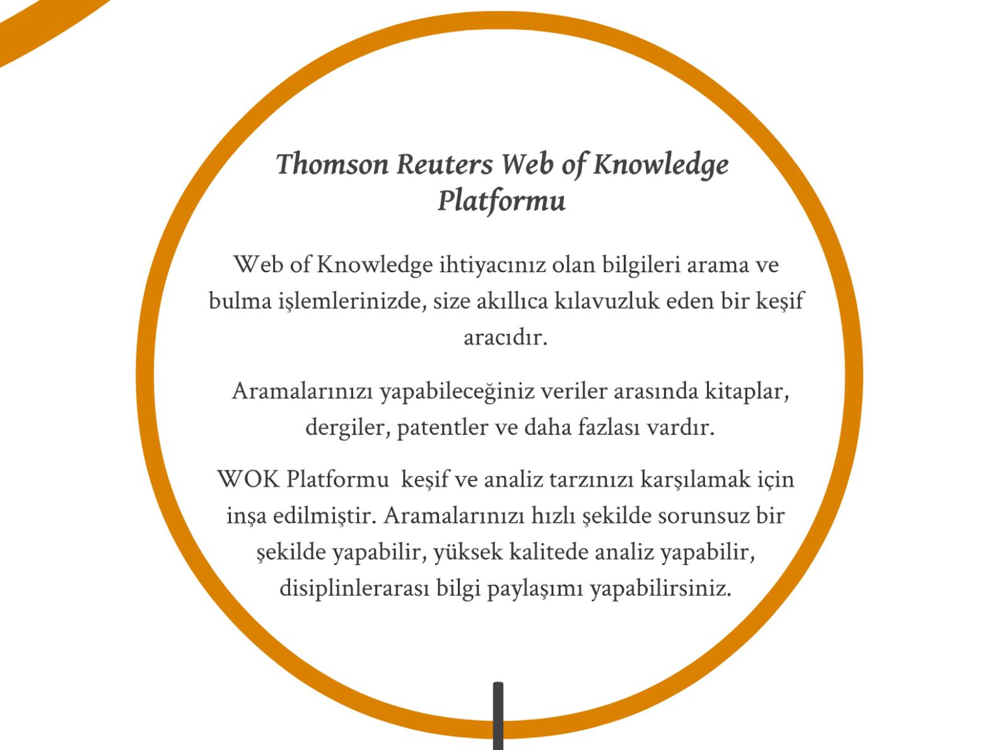 Thomson Reuters Web of Knowledge
Platformu
Web of Knowledge ihtiyacınız olan bilgileri arama ve
bulma işlemlerinizde, size akıllıca kılavuzluk eden bir keşif
aracıdır.
Aramalarınızı yapabileceğiniz veriler arasında kitaplar,
dergiler, patentler ve daha fazlası vardır.
WOK Platformu  keşif ve analiz tarzınızı karşılamak için
inşa edilmiştir. Aramalarınızı hızlı şekilde sorunsuz bir
şekilde yapabilir, yüksek kalitede analiz yapabilir,
disiplinlerarası bilgi paylaşımı yapabilirsiniz.